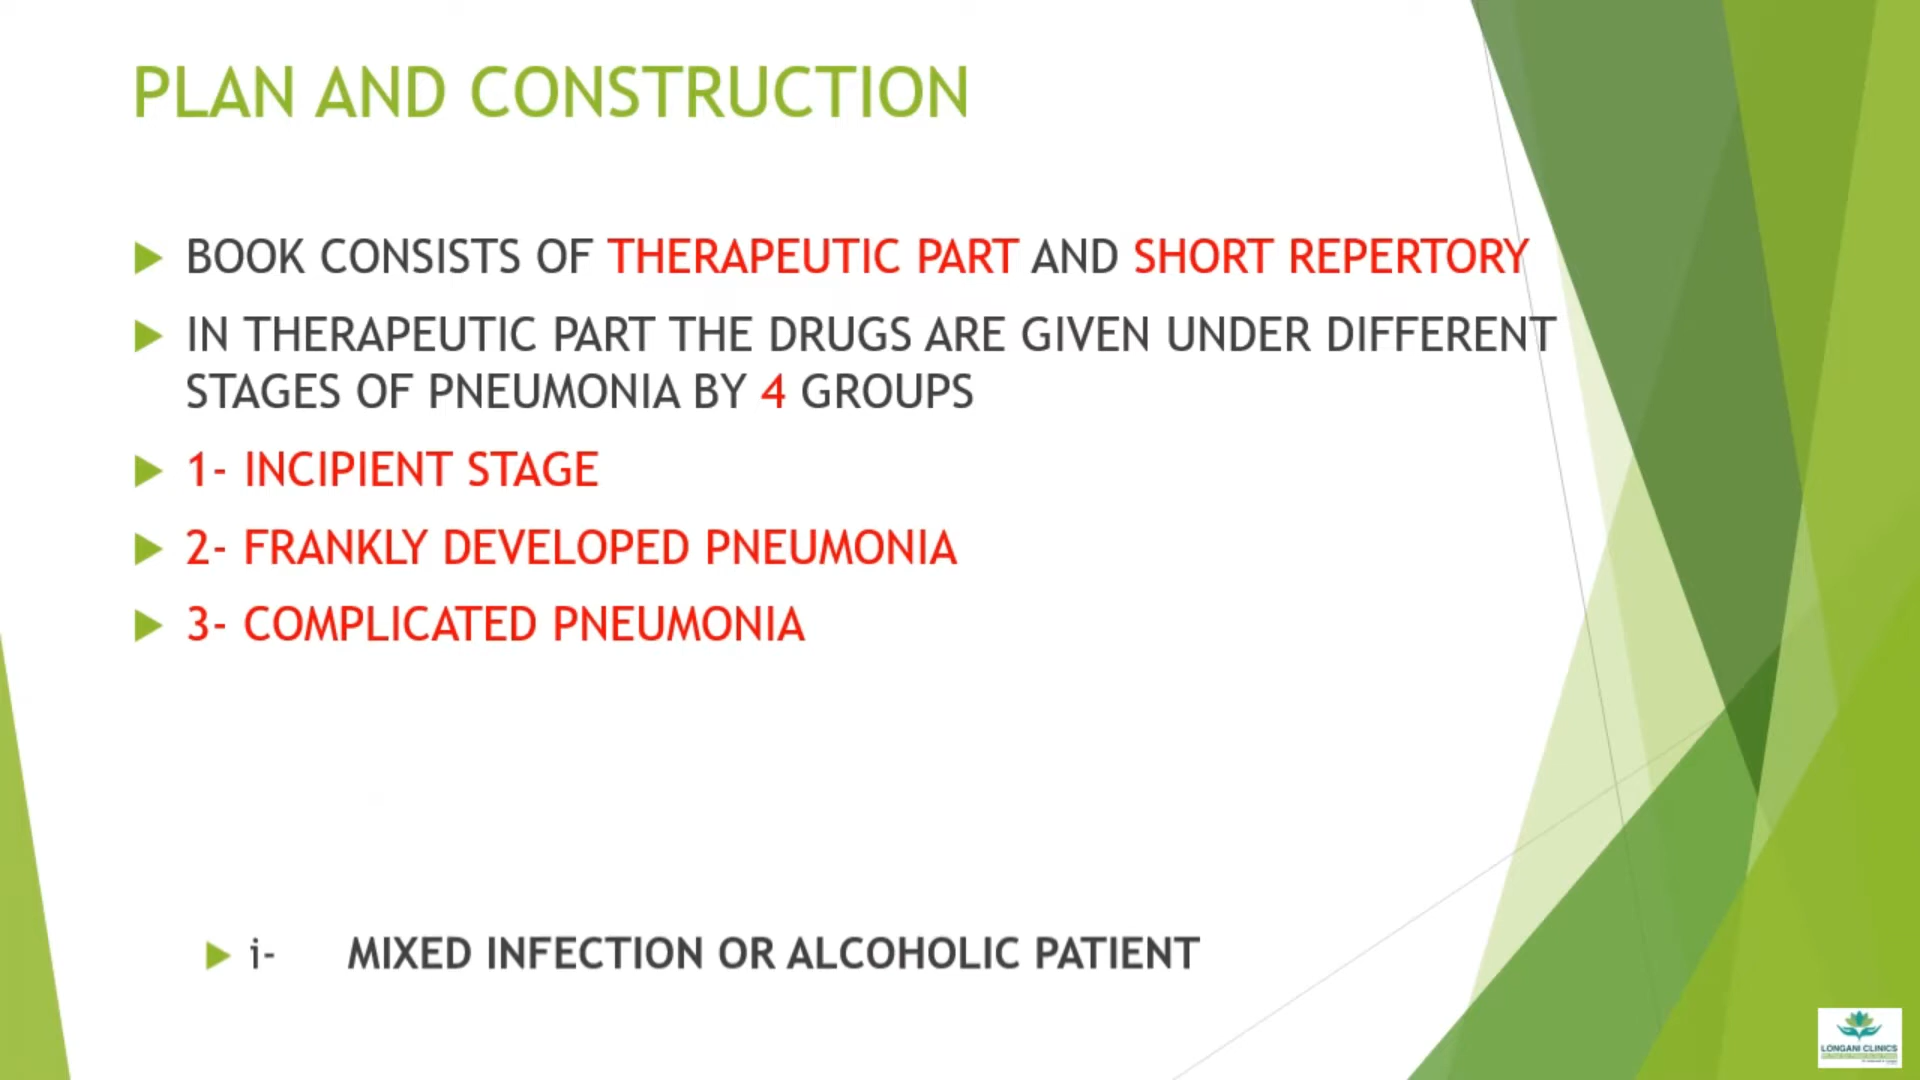 PLAN AND CONSTRUCTION
BOOK CONSISTS OF THERAPEUTIC PART AND SHORT REPERTORY
IN THERAPEUTIC PART THE DRUGS ARE GIVEN UNDER DIFFERENT
STAGES OF PNEUMONIA BY 4 GROUPS
1- INCIPIENT STAGE
2- FRANKLY DEVELOPED PNEUMONIA
3- COMPLICATED PNEUMONIA
i- MIXED INFECTION OR ALCOHOLIC PATIENT
LONGANI CLINICS